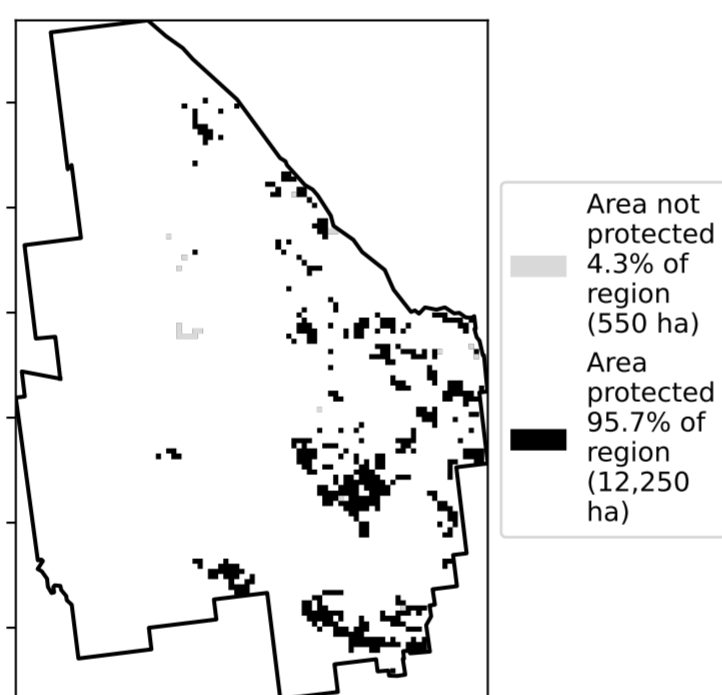 Area not
protected
4.3% of
region
(550 ha)
Area
protected
95.7% of
region
(12,250
ha)